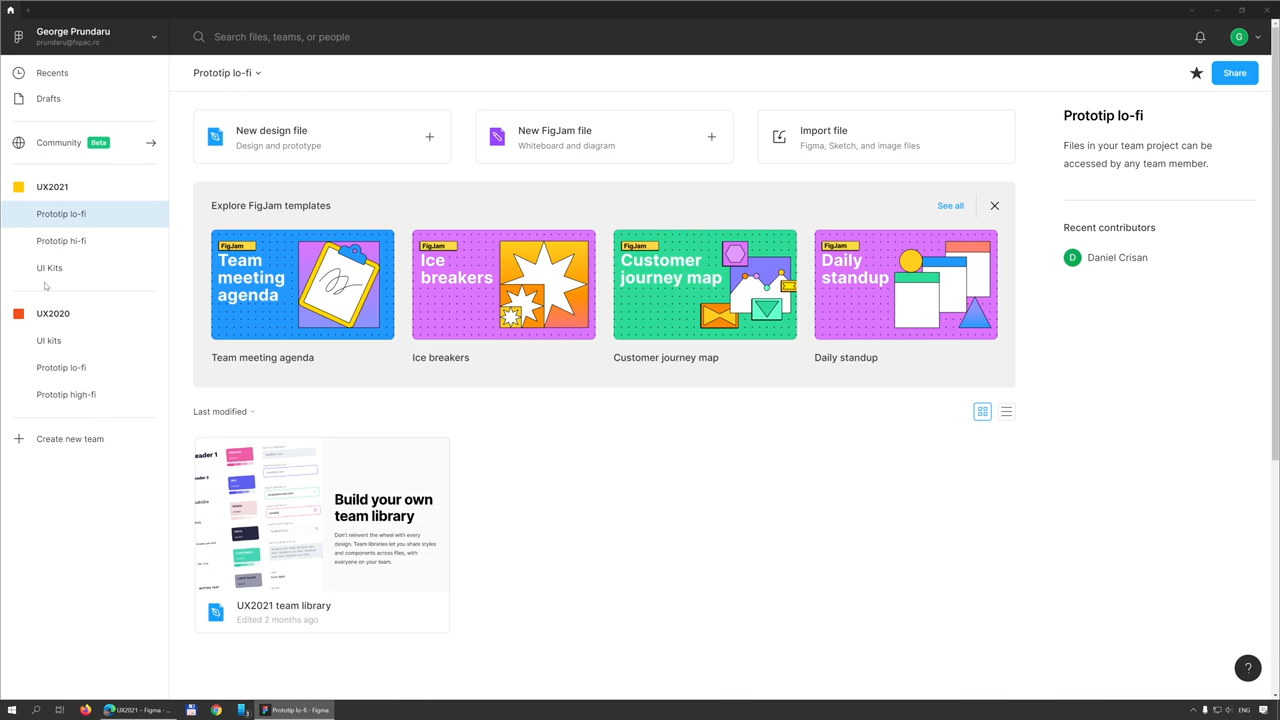 George Prundaru
prundaru@fspac.ro
Search files, teams, or people
G
Recents
Drafts
Community Beta
UX2021
Prototip lo-fi
Prototip hi-fi
UI Kits
UX2020
UI kits
Prototip lo-fi
Prototip high-fi
Create new team
Prototip lo-fi
Share
New design file
Design and prototype
New FigJam file
Whiteboard and diagram
Import file
Figma, Sketch, and image files
Explore FigJam templates
See all
FigJam
Team
meeting
agenda
Team meeting agenda
FigJam
Ice
breakers
Ice breakers
FigJam
Customer
journey map
Customer journey map
FigJam
Daily
standup
Daily standup
Last modified
Build your own
team library
Don't reinvent the wheel with every
design. Team libraries let you share styles
and components across files, with
everyone on your team.
UX2021 team library
Edited 2 months ago
Prototip lo-fi
Files in your team project can be
accessed by any team member.
Recent contributors
D Daniel Crisan
?
UX2021 – Figma - ...
Prototip lo-fi - Figma
ENG